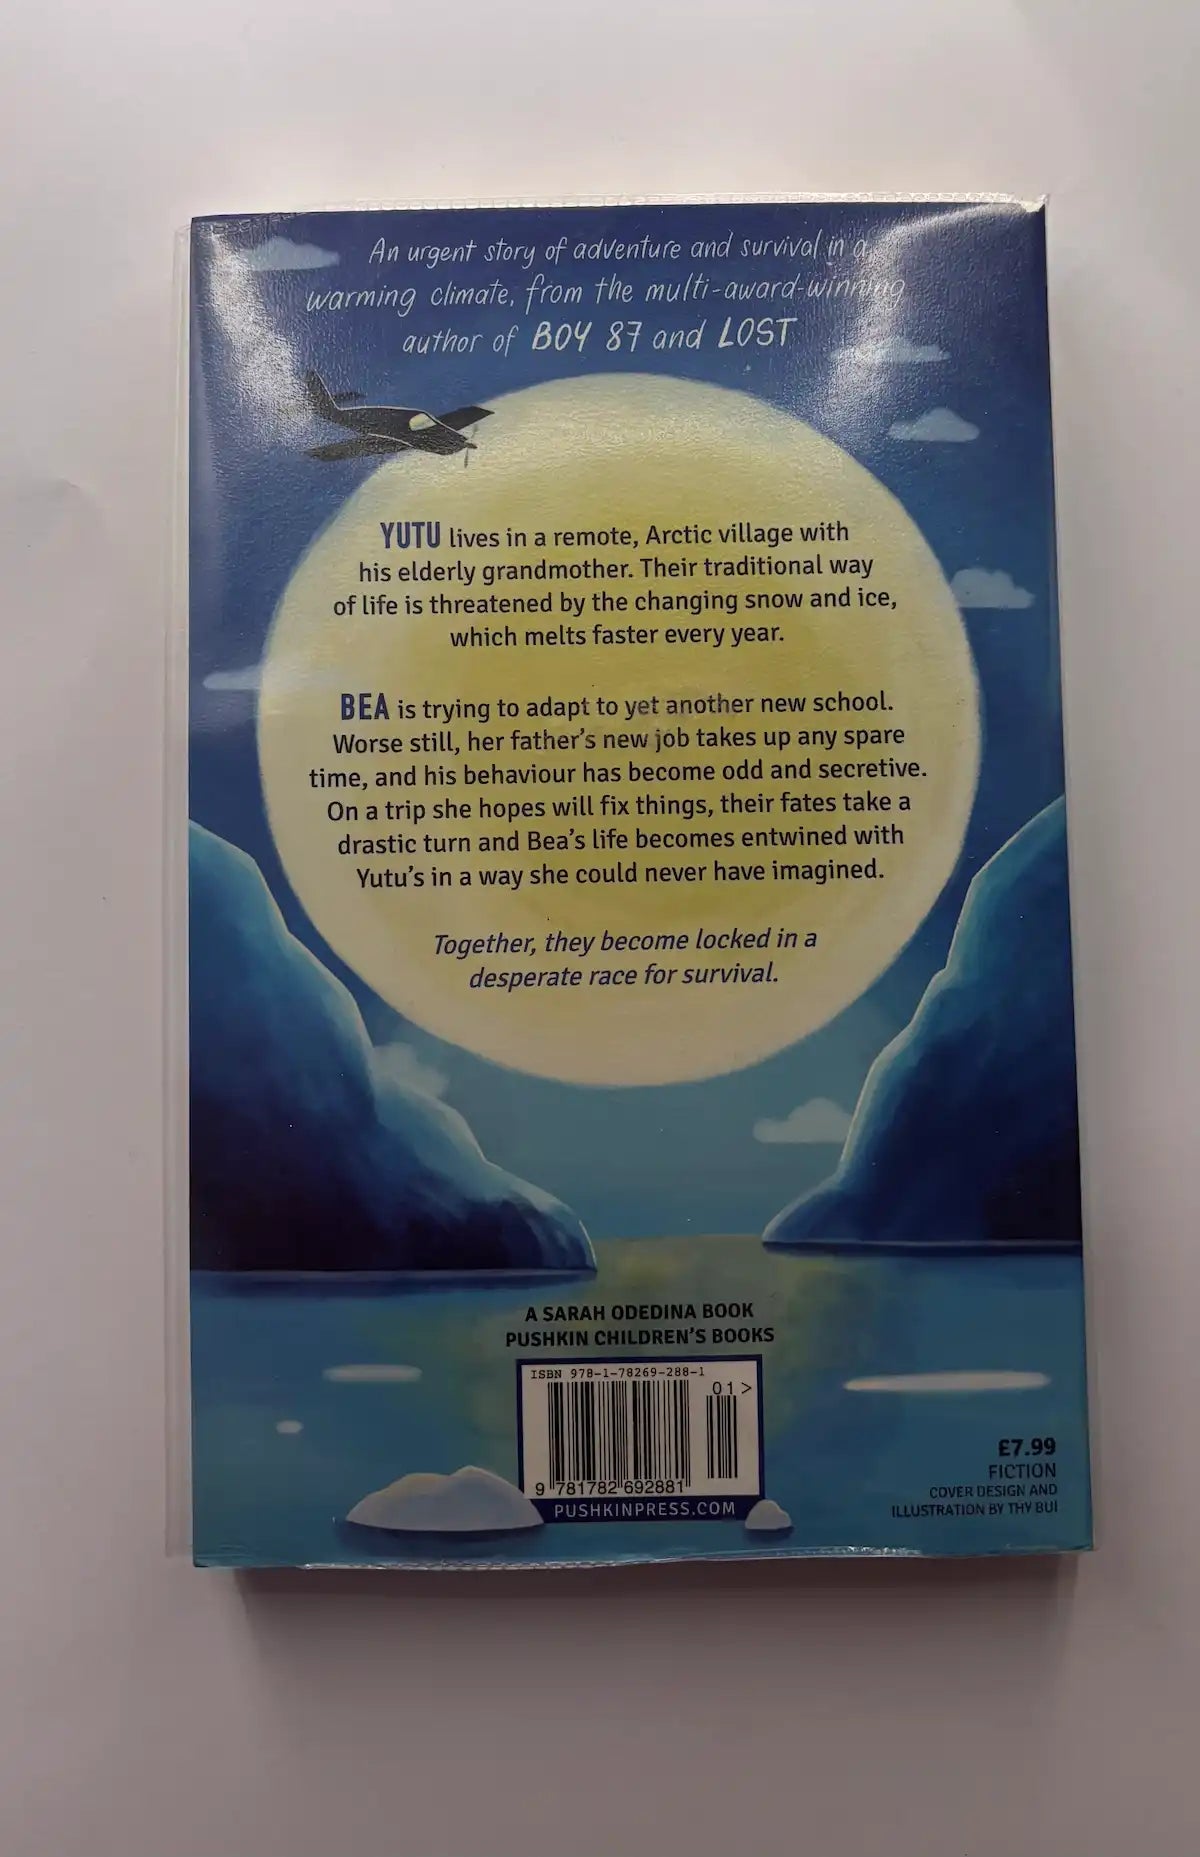 An urgent story of adventure and survival in a
warming climate, from the multi-award-winning
author of BOY 87 and LOST
YUTU lives in a remote, Arctic village with
his elderly grandmother. Their traditional way
of life is threatened by the changing snow and ice,
which melts faster every year.
BEA is trying to adapt to yet another new school.
Worse still, her father's new job takes up any spare
time, and his behaviour has become odd and secretive.
On a trip she hopes will fix things, their fates take a
drastic turn and Bea's life becomes entwined with
Yutu's in a way she could never have imagined.
Together, they become locked in a
desperate race for survival.
A SARAH ODEDINA BOOK
PUSHKIN CHILDREN'S BOOKS
ISBN 978-1-78269-288-1
01>
9 781782 692881
PUSHKINPRESS.COM
£7.99
FICTION
COVER DESIGN AND
ILLUSTRATION BY THY BUI